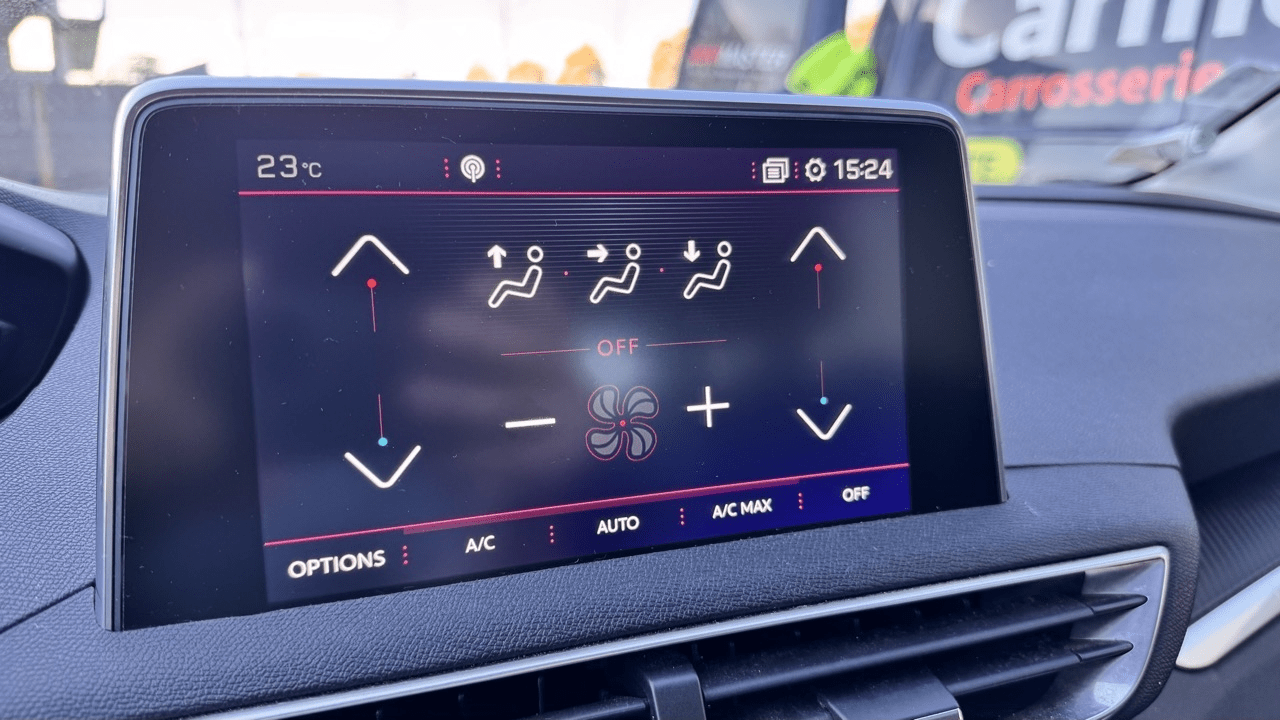 Carrosserie
23°C
15:24
OFF
OPTIONS
A/C
AUTO
A/C MAX
OFF